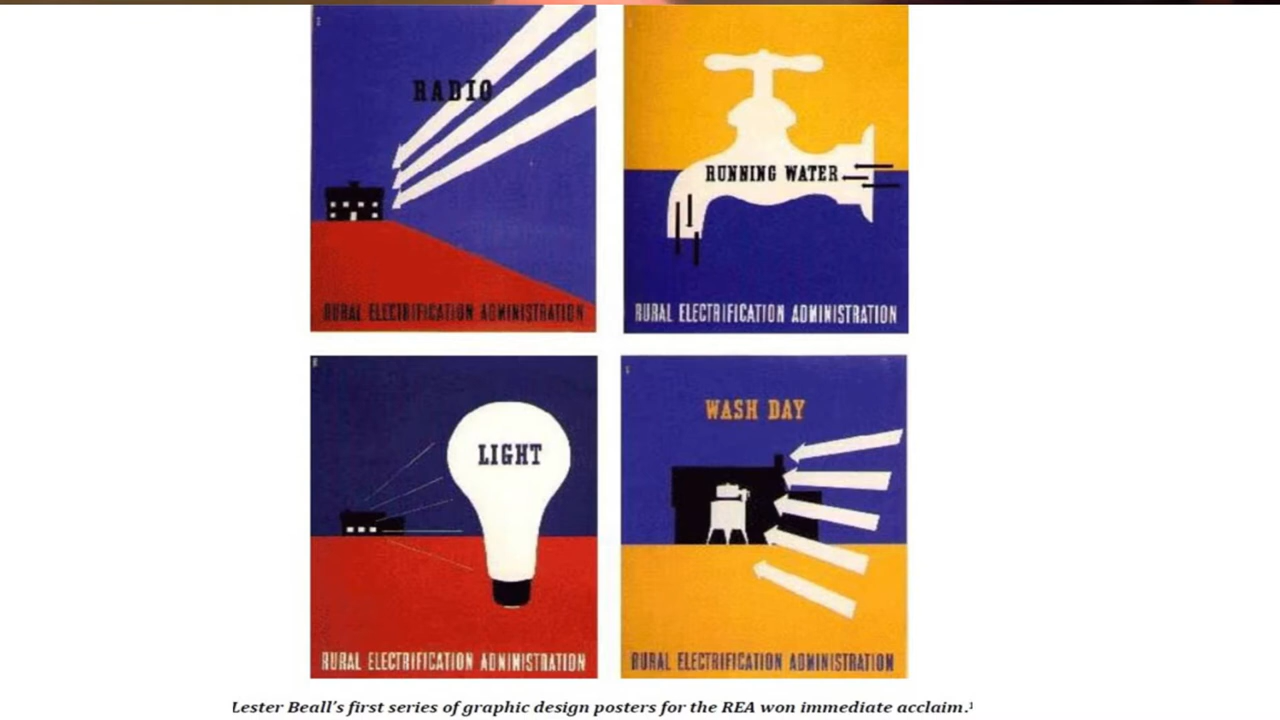 RADIO
RURAL ELECTRIFICATION ADMINISTRATION
RUNNING WATER
RURAL ELECTRIFICATION ADMINISTRATION
LIGHT
RURAL ELECTRIFICATION ADMINISTRATION
WASH DAY
RURAL ELECTRIFICATION ADMINISTRATION
Lester Beall's first series of graphic design posters for the REA won immediate acclaim.¹